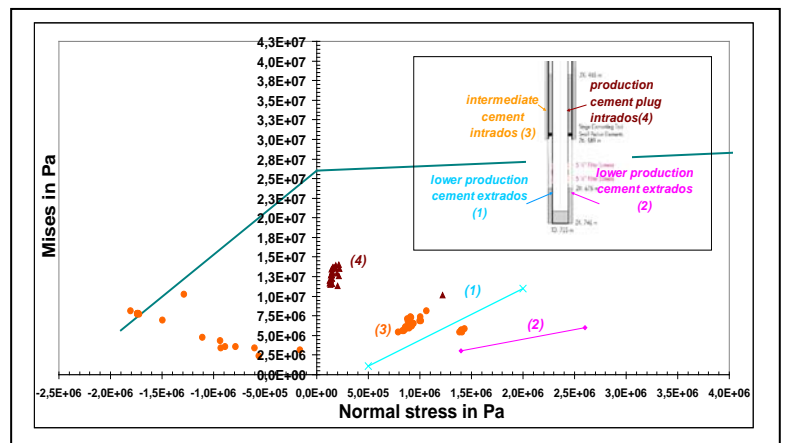 4,3E+07
4,0E+07
3,8E+07
3,5E+07
3,3E+07
3,0E+07
2,8E+07
2,5E+07
2,3E+07
2,0E+07
1,8E+07
1,5E+07
1,3E+07
1,0E+07
7,5E+06
5,0E+06
2,5E+06
0,0E+00
Mises in Pa
intermediate
cement
intrados (3)
production
cement plug
intrados(4)
lower production
cement extrados
(1)
lower production
cement extrados
(2)
(4)
(1)
(3)
(2)
-2,5E+06 -2,0E+06 -1,5E+06 -1,0E+06 -5,0E+05 0,0E+00 5,0E+05 1,0E+06 1,5E+06 2,0E+06 2,5E+06 3,0E+06 3,5E+06 4,0E+06
Normal stress in Pa